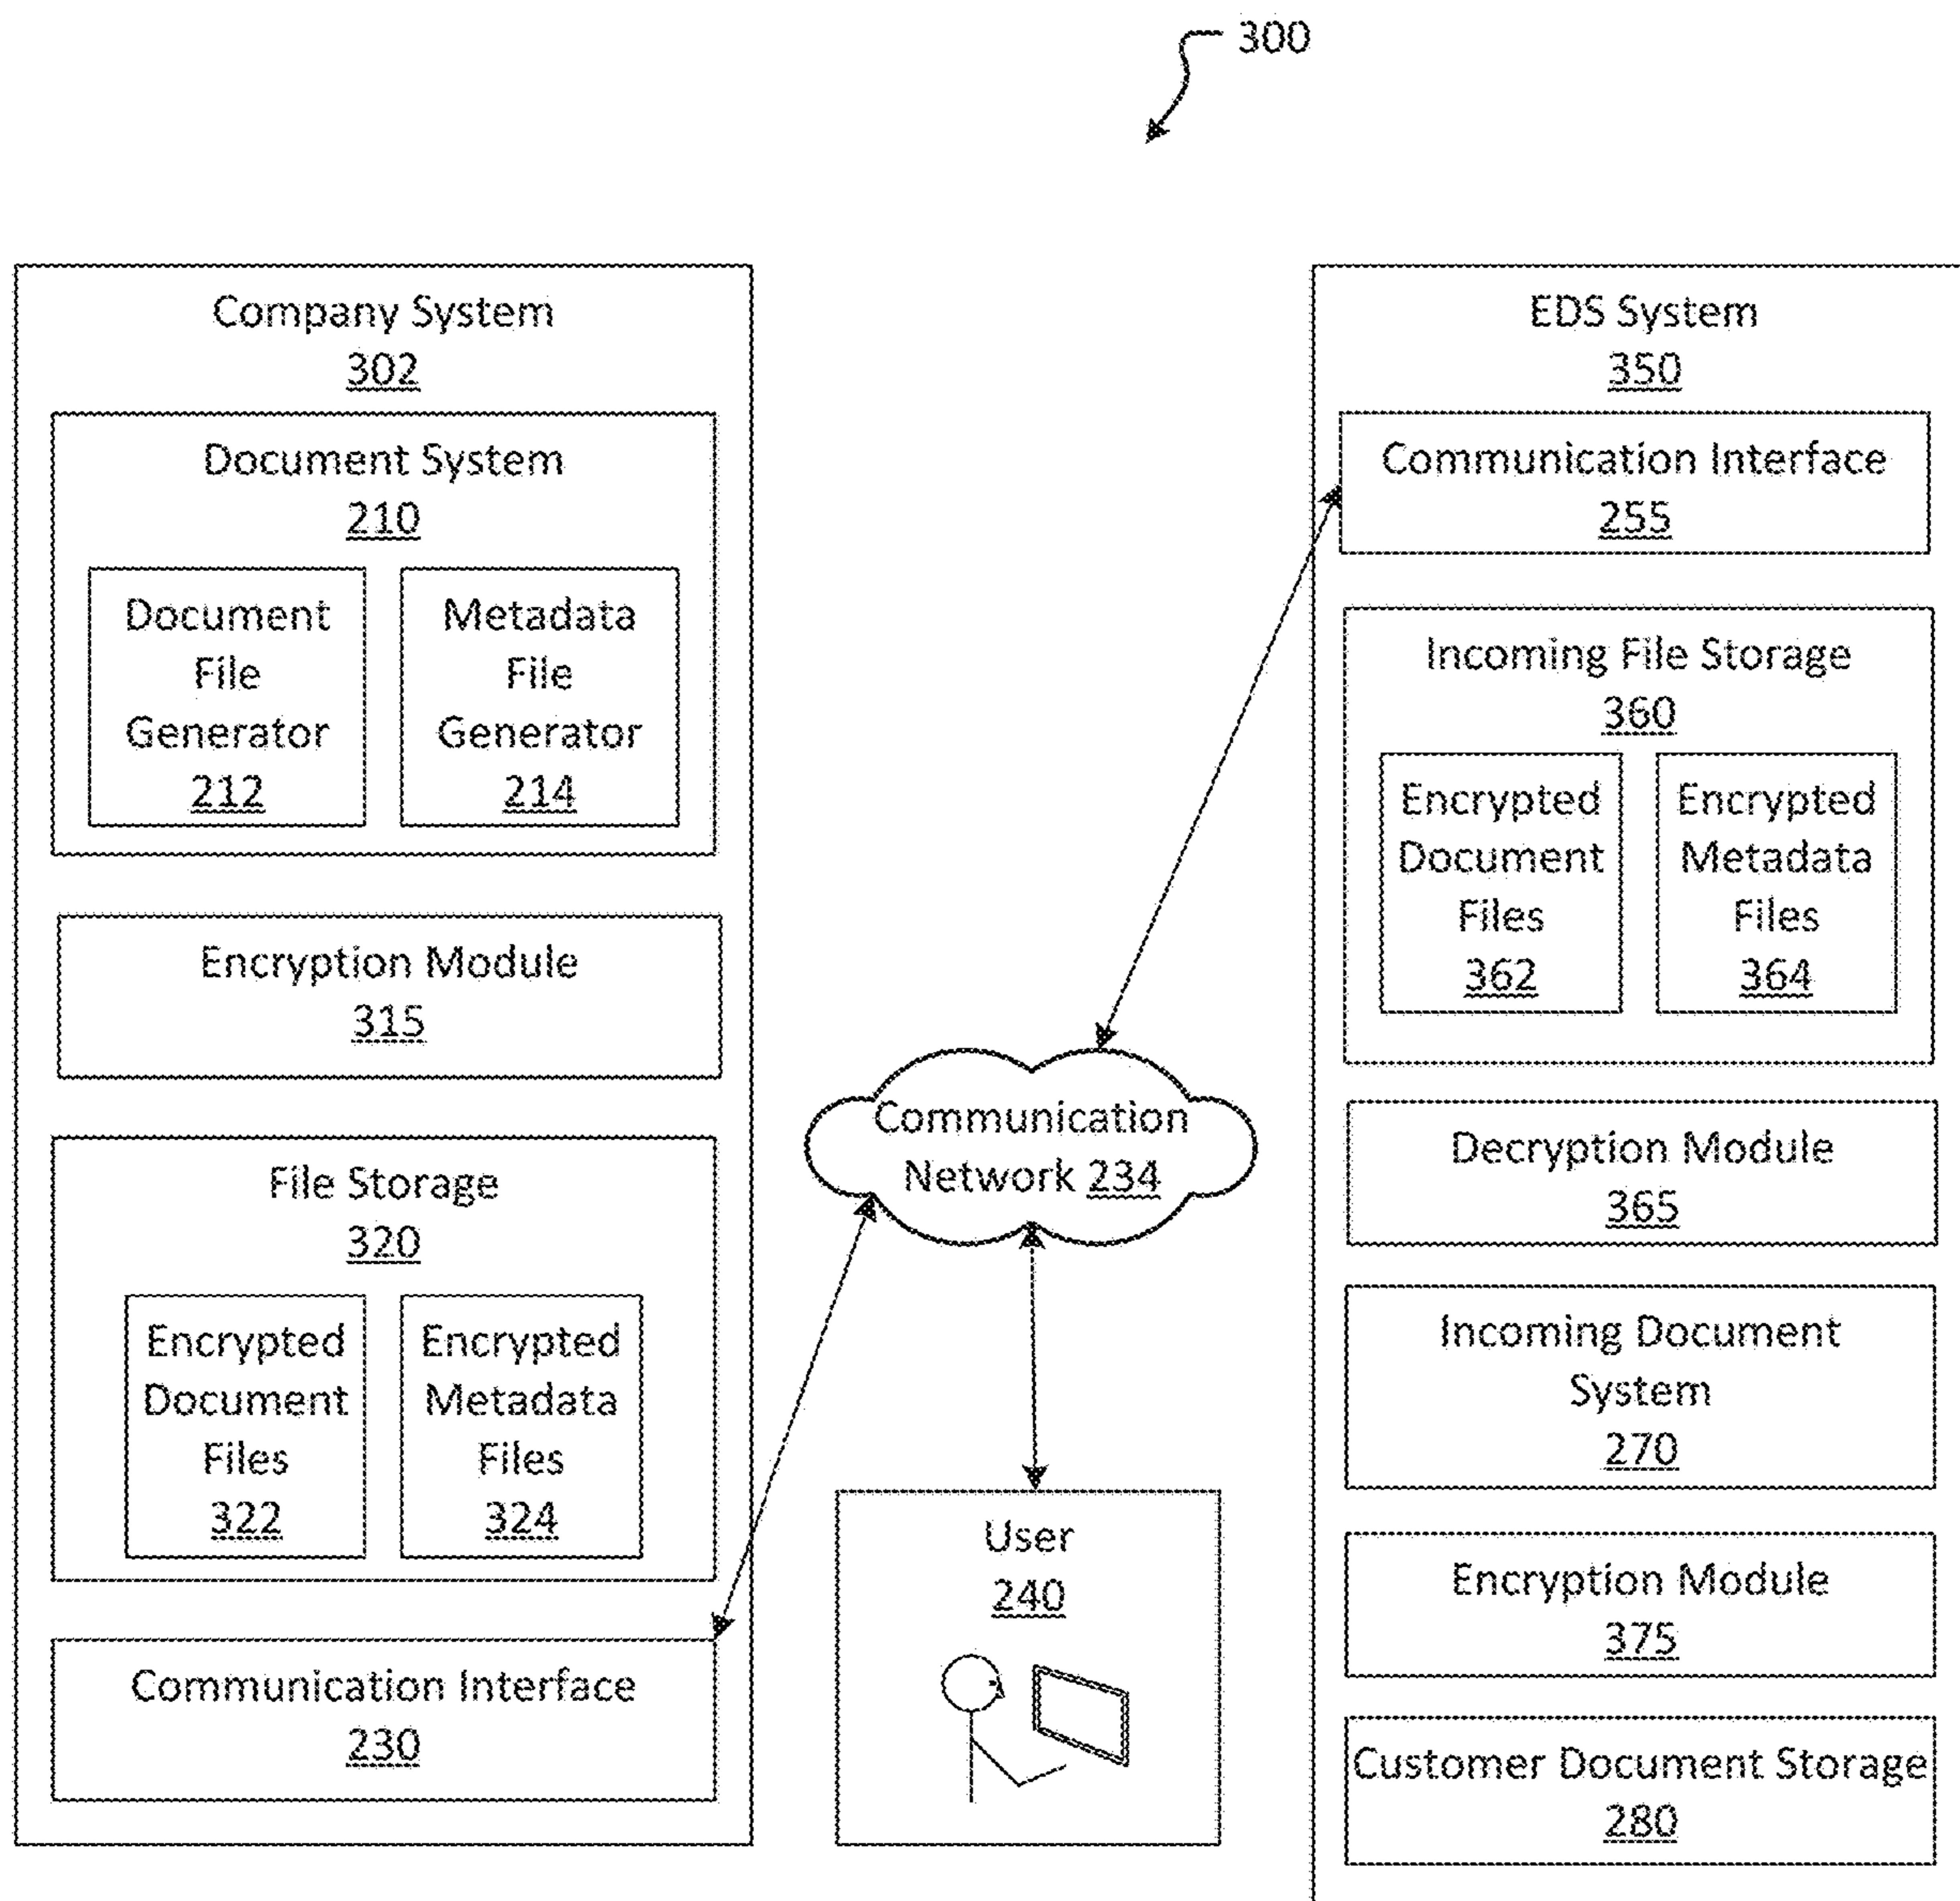 300
Company System
302
Document System
210
Document
File
Generator
212
Metadata
File
Generator
214
Encryption Module
315
File Storage
320
Encrypted
Document
Files
322
Encrypted
Metadata
Files
324
Communication Interface
230
Communication
Network 234
User
240
EDS System
350
Communication Interface
255
Incoming File Storage
360
Encrypted
Document
Files
362
Encrypted
Metadata
Files
364
Decryption Module
365
Incoming Document
System
270
Encryption Module
375
Customer Document Storage
280